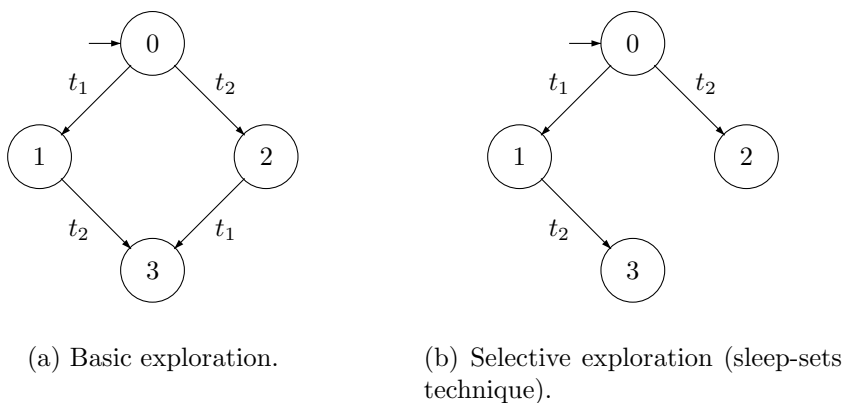 0
t1
t2
1
2
t2
t1
3
(a) Basic exploration.
0
t1
t2
1
2
t2
3
(b) Selective exploration (sleep-sets
technique).